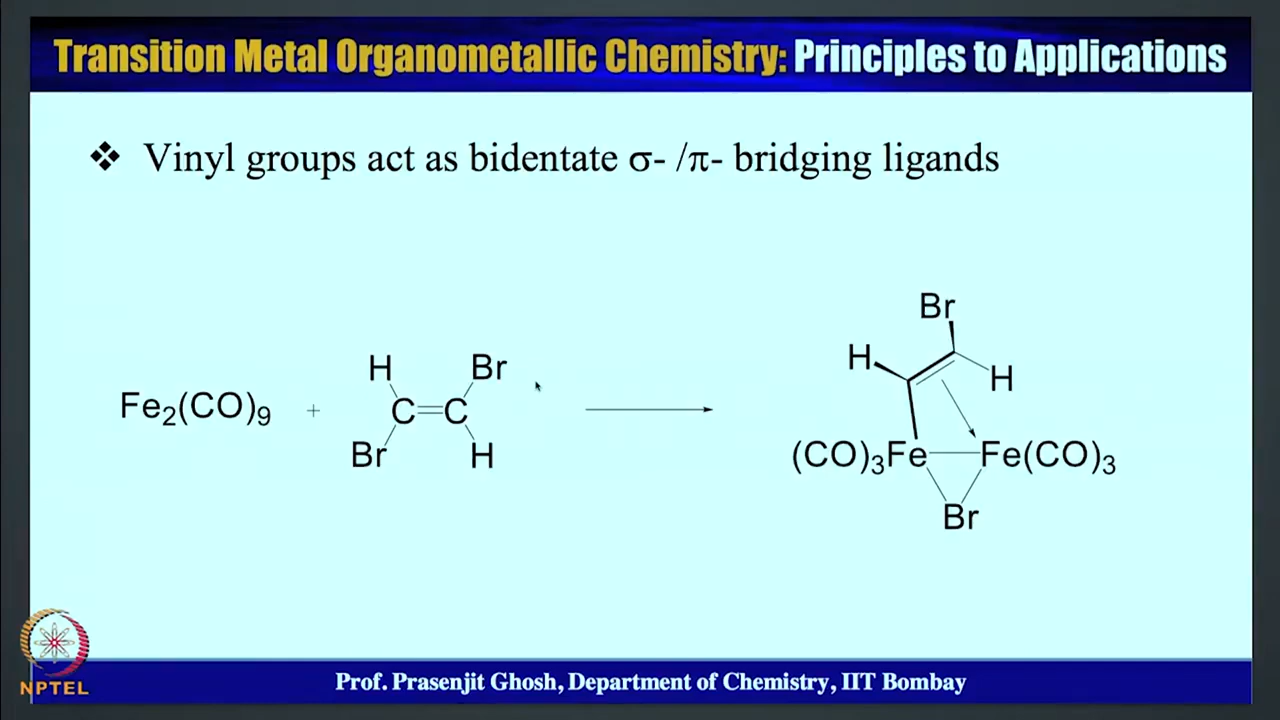 Transition Metal Organometallic Chemistry: Principles to Applications
❖ Vinyl groups act as bidentate σ- /π- bridging ligands
Fe₂(CO)₉ + H Br C=C Br H
Br
H H
(CO)₃Fe Fe(CO)₃
Br
NPTEL
Prof. Prasenjit Ghosh, Department of Chemistry, IIT Bombay